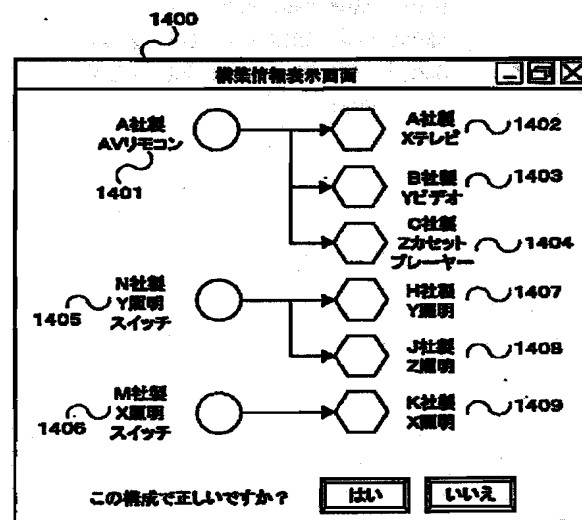 1400
構築情報表示画面
A社製
AVリモコン
1401
A社製
Xテレビ
1402
B社製
Yビデオ
1403
C社製
Zカセット
プレーヤー
1404
N社製
Y照明
スイッチ
1405
H社製
Y照明
1407
J社製
Z照明
1408
M社製
X照明
スイッチ
1406
K社製
X照明
1409
この構成で正しいですか？
はい
いいえ